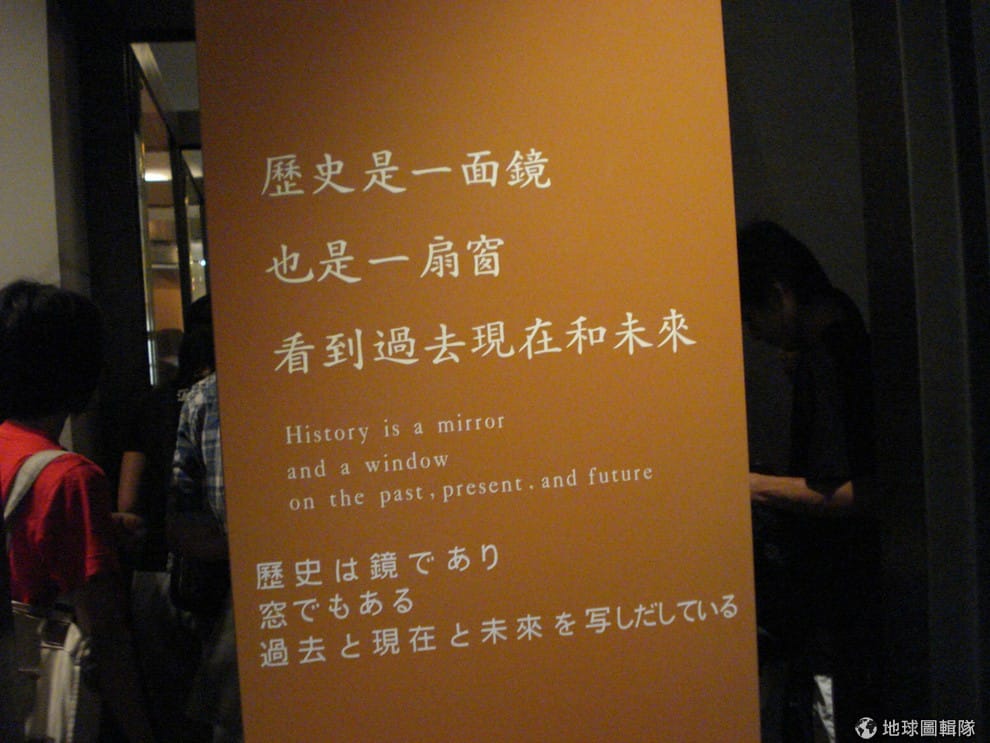 歷史是一面鏡
也是一扇窗
看到過去現在和未來
History is a mirror
and a window
on the past, present, and future
歷史は鏡であり
窓でもある
過去と現在と未來を写しだしている
地球圖輯隊